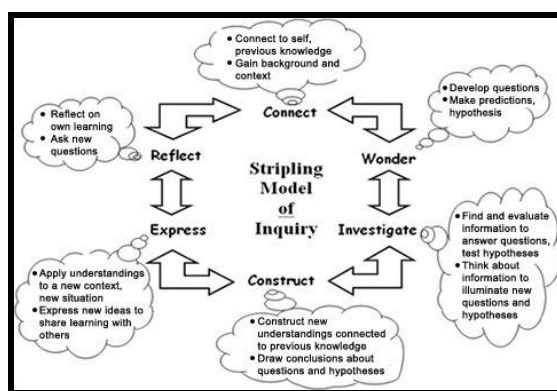 • Connect to self,
previous knowledge
• Gain background and
context
Connect
• Develop questions
• Make predictions,
hypothesis
Wonder
• Find and evaluate
information to
answer questions,
test hypotheses
• Think about
information to
illuminate new
questions and
hypotheses
Investigate
• Construct new
understandings connected
to previous knowledge
• Draw conclusions about
questions and hypotheses
Construct
• Apply understandings
to a new context,
new situation
• Express new ideas to
share learning with
others
Express
• Reflect on
own learning
• Ask new
questions
Reflect
Stripling
Model
of
Inquiry